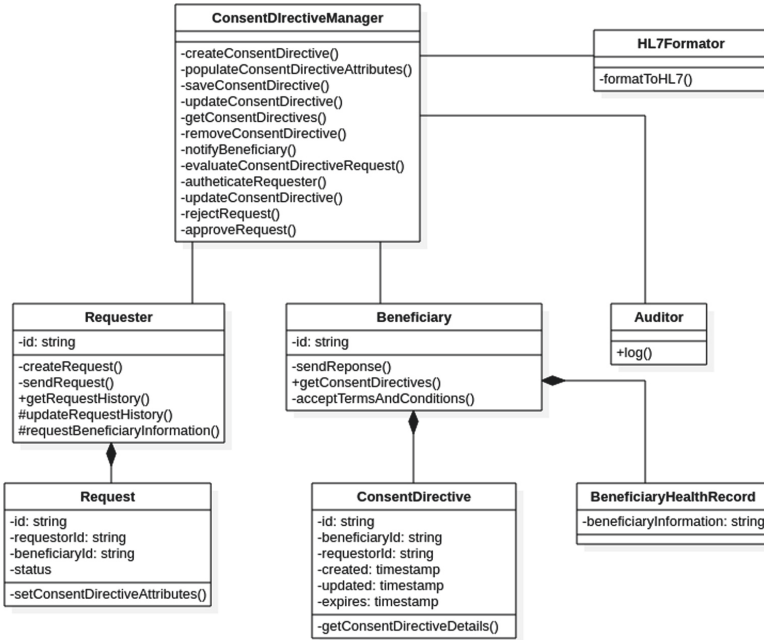 ConsentDIrectiveManager
-createConsentDirective()
-populateConsentDirectiveAttributes()
-saveConsentDirective()
-updateConsentDirective()
-getConsentDirectives()
-removeConsentDirective()
-notifyBeneficiary()
-evaluateConsentDirectiveRequest()
-autheticateRequester()
-updateConsentDirective()
-rejectRequest()
-approveRequest()
HL7Formator
-formatToHL7()
Requester
-id: string
-createRequest()
-sendRequest()
+getRequestHistory()
#updateRequestHistory()
#requestBeneficiaryInformation()
Beneficiary
-id: string
-sendReponse()
+getConsentDirectives()
-acceptTermsAndConditions()
Auditor
+log()
Request
-id: string
-requestorId: string
-beneficiaryId: string
-status
-setConsentDirectiveAttributes()
ConsentDirective
-id: string
-beneficiaryId: string
-requestorId: string
-created: timestamp
-updated: timestamp
-expires: timestamp
-getConsentDirectiveDetails()
BeneficiaryHealthRecord
-beneficiaryInformation: string